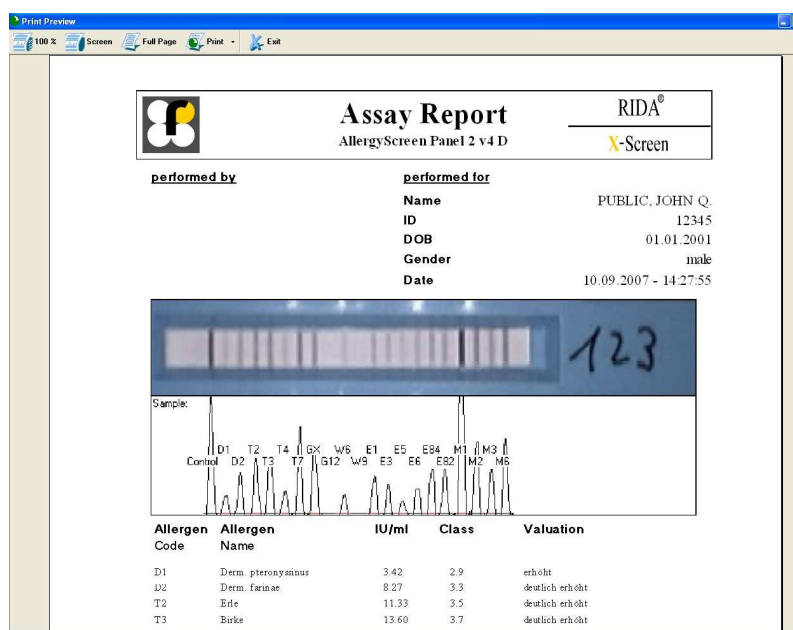 Print Preview
100 % Screen Full Page Print Exit
Assay Report
AllergyScreen Panel 2 v4 D
RIDA®
X-Screen
performed by
performed for
Name PUBLIC, JOHN Q.
ID 12345
DOB 01.01.2001
Gender male
Date 10.09.2007 - 14:27:55
123
Sample:
D1 T2 T4 GX W6 E1 E5 E84 M1 M3
Control D2 T3 T7 G12 W9 E3 E6 E82 M2 M6
Allergen Code Allergen Name IU/ml Class Valuation
D1 Derm. pteronyssinus 3.42 2.9 erhöht
D2 Derm. farinae 8.27 3.3 deutlich erhöht
T2 Erle 11.33 3.5 deutlich erhöht
T3 Birke 13.60 3.7 deutlich erhöht